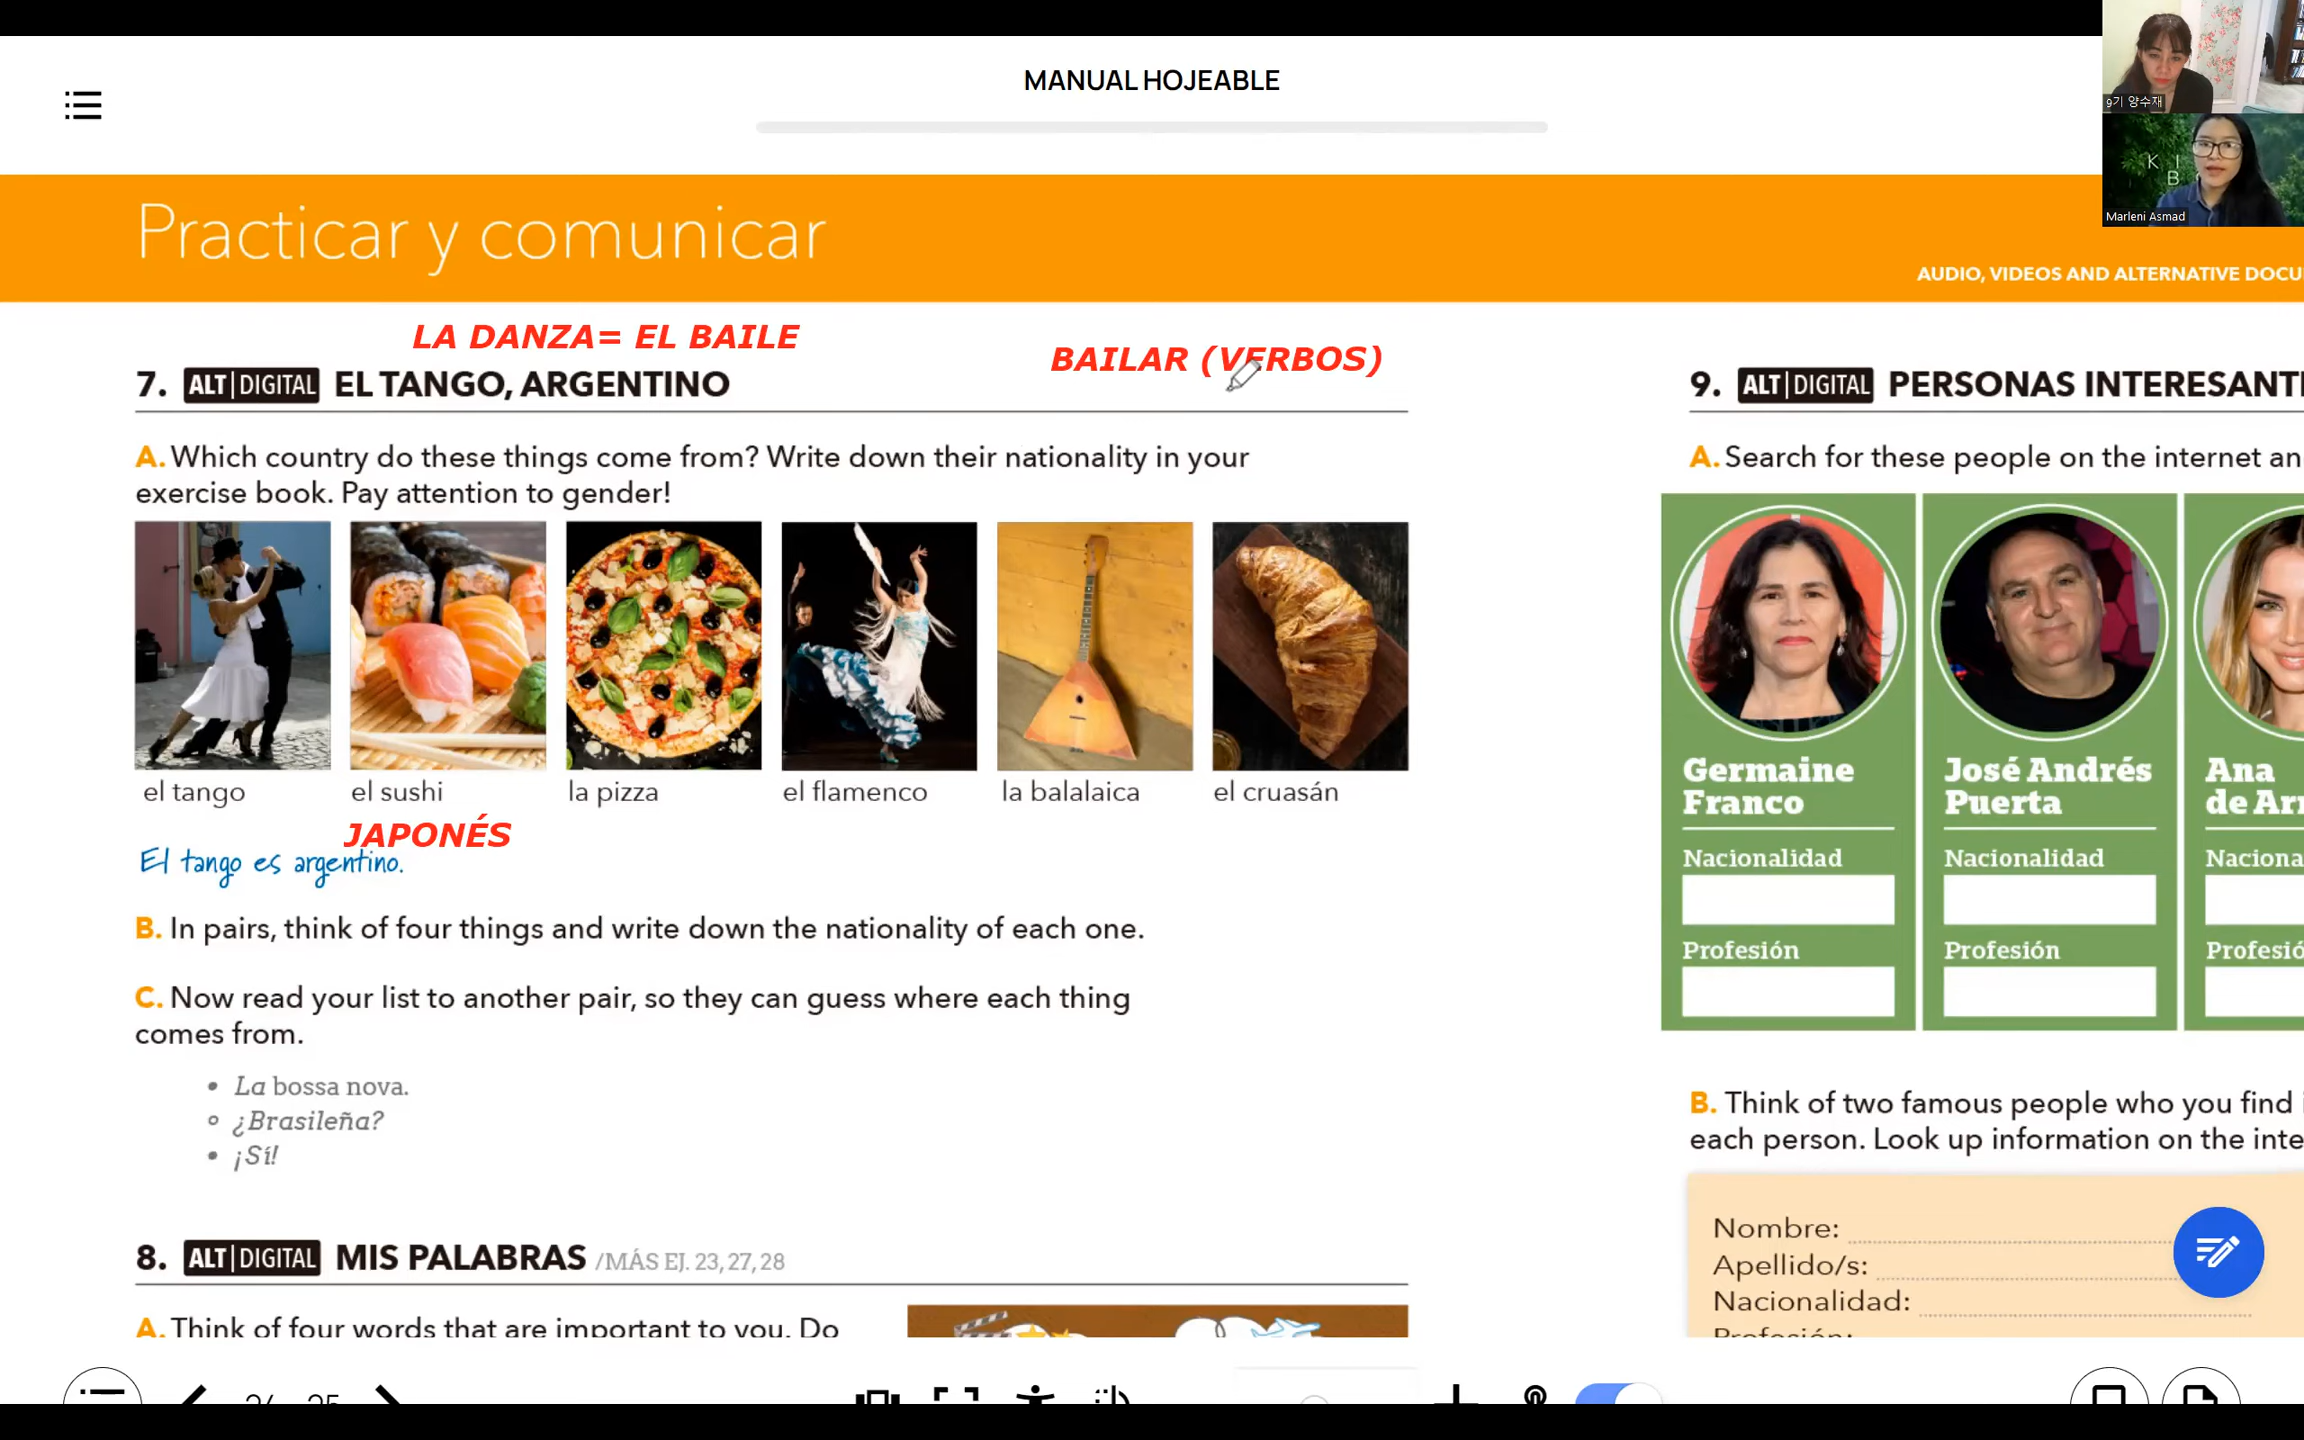 MANUAL HOJEABLE
9기 양수재
K I
B
Marleni Asmad
Practicar y comunicar
AUDIO, VIDEOS AND ALTERNATIVE DOCU
LA DANZA= EL BAILE
BAILAR (VERBOS)
7. ALT|DIGITAL EL TANGO, ARGENTINO
A. Which country do these things come from? Write down their nationality in your
exercise book. Pay attention to gender!
el tango
el sushi
la pizza
el flamenco
la balalaica
el cruasán
JAPONÉS
El tango es argentino.
B. In pairs, think of four things and write down the nationality of each one.
C. Now read your list to another pair, so they can guess where each thing
comes from.
• La bossa nova.
○ ¿Brasileña?
• ¡Sí!
8. ALT|DIGITAL MIS PALABRAS /MÁS EJ. 23, 27, 28
A. Think of four words that are important to you. Do
9. ALT|DIGITAL PERSONAS INTERESANT
A. Search for these people on the internet an
Germaine
Franco
Nacionalidad
Profesión
José Andrés
Puerta
Nacionalidad
Profesión
Ana
de Ar
Naciona
Profesió
B. Think of two famous people who you find
each person. Look up information on the inte
Nombre:
Apellido/s:
Nacionalidad:
Profesión: